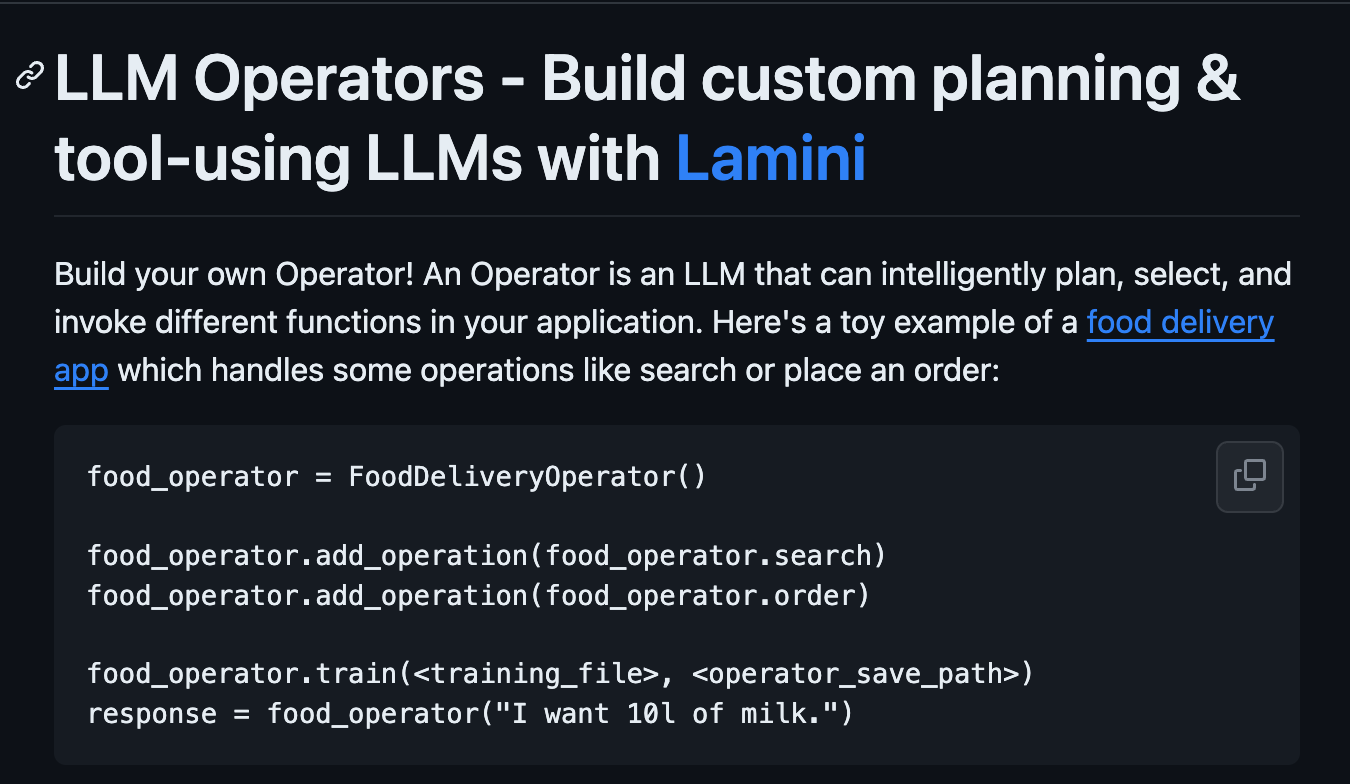 LLM Operators - Build custom planning &
tool-using LLMs with Lamini
Build your own Operator! An Operator is an LLM that can intelligently plan, select, and
invoke different functions in your application. Here's a toy example of a food delivery
app which handles some operations like search or place an order:
food_operator = FoodDeliveryOperator()
food_operator.add_operation(food_operator.search)
food_operator.add_operation(food_operator.order)
food_operator.train(<training_file>, <operator_save_path>)
response = food_operator("I want 10l of milk.")